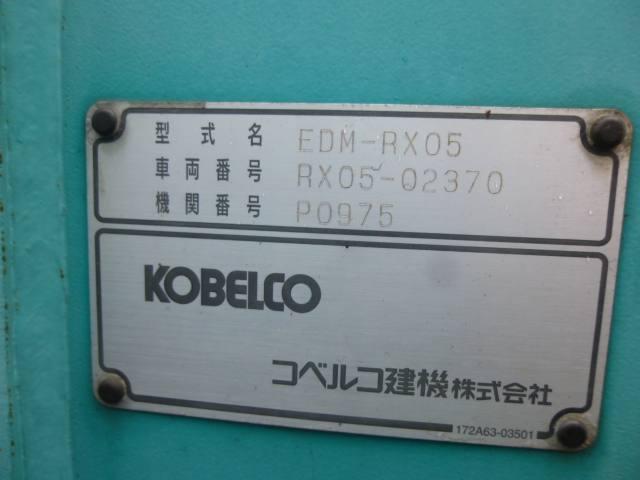 型式名 EDM-RX05
車両番号 RX05-02370
機関番号 P0975
KOBELCO
コベルコ建機株式会社
172A63-03501